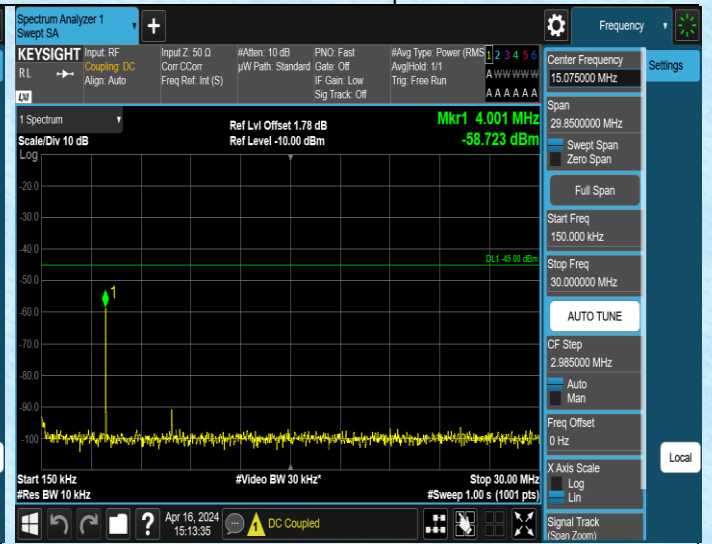 Spectrum Analyzer 1
Swept SA
+
Frequency
KEYSIGHT
RL
LXI
Input: RF
Coupling: DC
Align: Auto
Input Z: 50 Ω
Corr CCorr
Freq Ref: Int (S)
#Atten: 10 dB
µW Path: Standard
PNO: Fast
Gate: Off
IF Gain: Low
Sig Track: Off
#Avg Type: Power (RMS
Avg|Hold: 1/1
Trig: Free Run
1 2 3 4 5 6
A W W W W W
A A A A A A
1 Spectrum
Scale/Div 10 dB
Log
Ref Lvl Offset 1.78 dB
Ref Level -10.00 dBm
Mkr1 4.001 MHz
-58.723 dBm
-20.0
-30.0
-40.0
-50.0
-60.0
-70.0
-80.0
-90.0
-100
DL1 -45.00 dBm
1
Start 150 kHz
#Res BW 10 kHz
#Video BW 30 kHz*
Stop 30.00 MHz
#Sweep 1.00 s (1001 pts)
?
Apr 16, 2024
15:13:35
DC Coupled
Center Frequency
15.075000 MHz
Settings
Span
29.8500000 MHz
Swept Span
Zero Span
Full Span
Start Freq
150.000 kHz
Stop Freq
30.000000 MHz
AUTO TUNE
CF Step
2.985000 MHz
Auto
Man
Freq Offset
0 Hz
X Axis Scale
Log
Lin
Local
Signal Track
(Span Zoom)